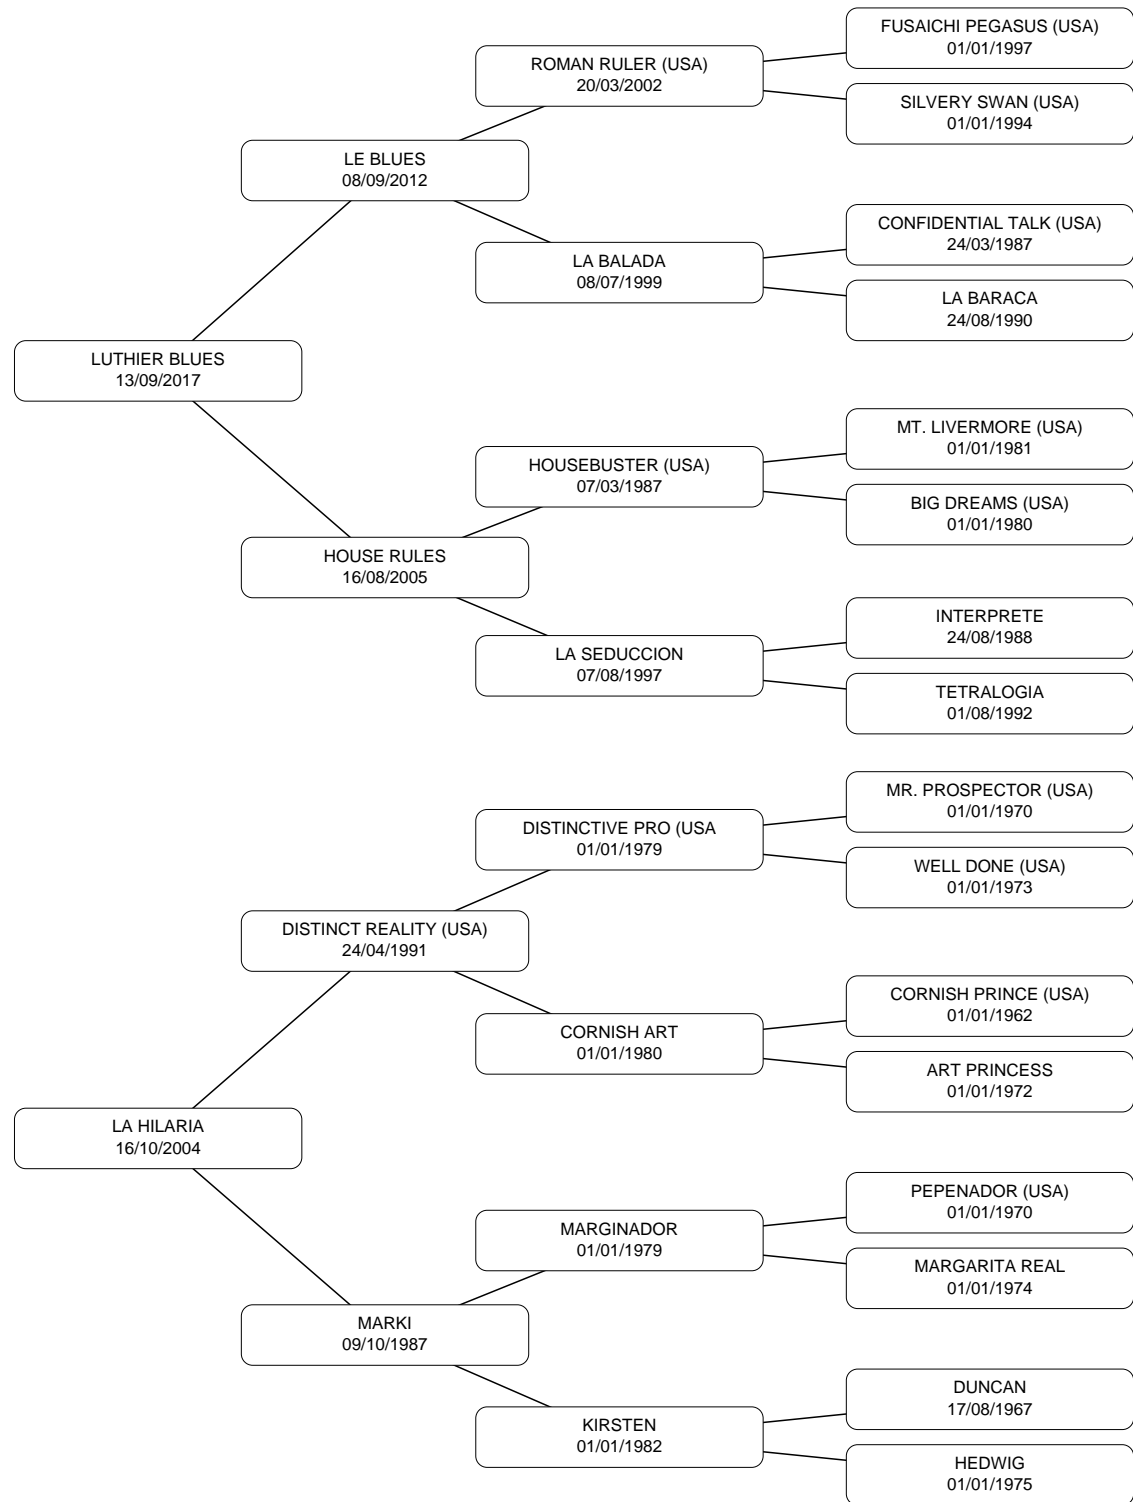 FUSAICHI PEGASUS (USA)
01/01/1997
ROMAN RULER (USA)
20/03/2002
SILVERY SWAN (USA)
01/01/1994
LE BLUES
08/09/2012
CONFIDENTIAL TALK (USA)
24/03/1987
LA BALADA
08/07/1999
LA BARACA
24/08/1990
LUTHIER BLUES
13/09/2017
MT. LIVERMORE (USA)
01/01/1981
HOUSEBUSTER (USA)
07/03/1987
BIG DREAMS (USA)
01/01/1980
HOUSE RULES
16/08/2005
INTERPRETE
24/08/1988
LA SEDUCCION
07/08/1997
TETRALOGIA
01/08/1992
MR. PROSPECTOR (USA)
01/01/1970
DISTINCTIVE PRO (USA
01/01/1979
WELL DONE (USA)
01/01/1973
DISTINCT REALITY (USA)
24/04/1991
CORNISH PRINCE (USA)
01/01/1962
CORNISH ART
01/01/1980
ART PRINCESS
01/01/1972
LA HILARIA
16/10/2004
PEPENADOR (USA)
01/01/1970
MARGINADOR
01/01/1979
MARGARITA REAL
01/01/1974
MARKI
09/10/1987
DUNCAN
17/08/1967
KIRSTEN
01/01/1982
HEDWIG
01/01/1975